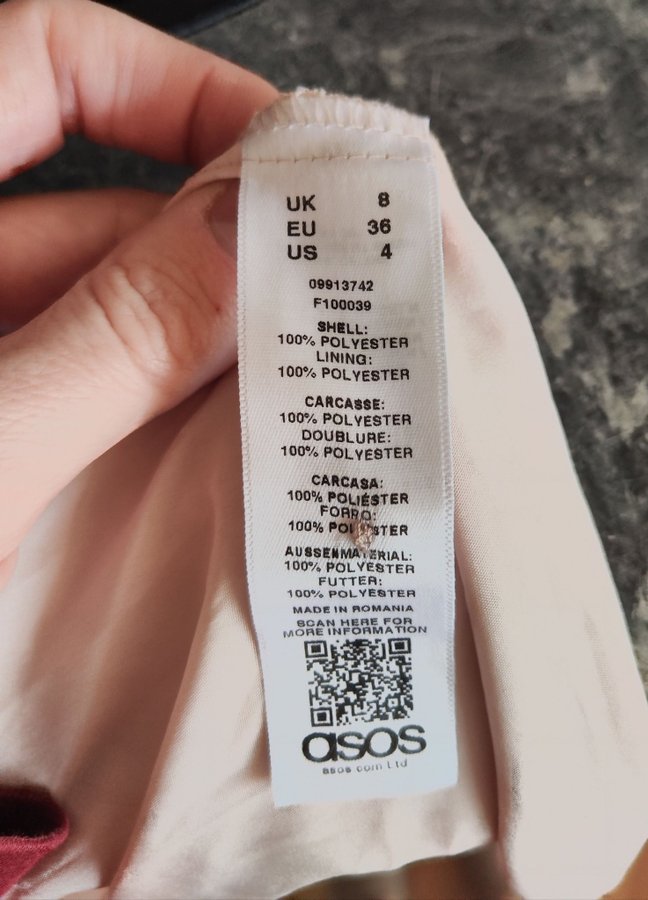 UK 8
EU 36
US 4
09913742
F100039
SHELL:
100% POLYESTER
LINING:
100% POLYESTER
CARCASSE:
100% POLYESTER
DOUBLURE:
100% POLYESTER
CARCASA:
100% POLIÉSTER
FORRO:
100% POLIÉSTER
AUSSENMATERIAL:
100% POLYESTER
FUTTER:
100% POLYESTER
MADE IN ROMANIA
SCAN HERE FOR
MORE INFORMATION
asos
asos.com Ltd